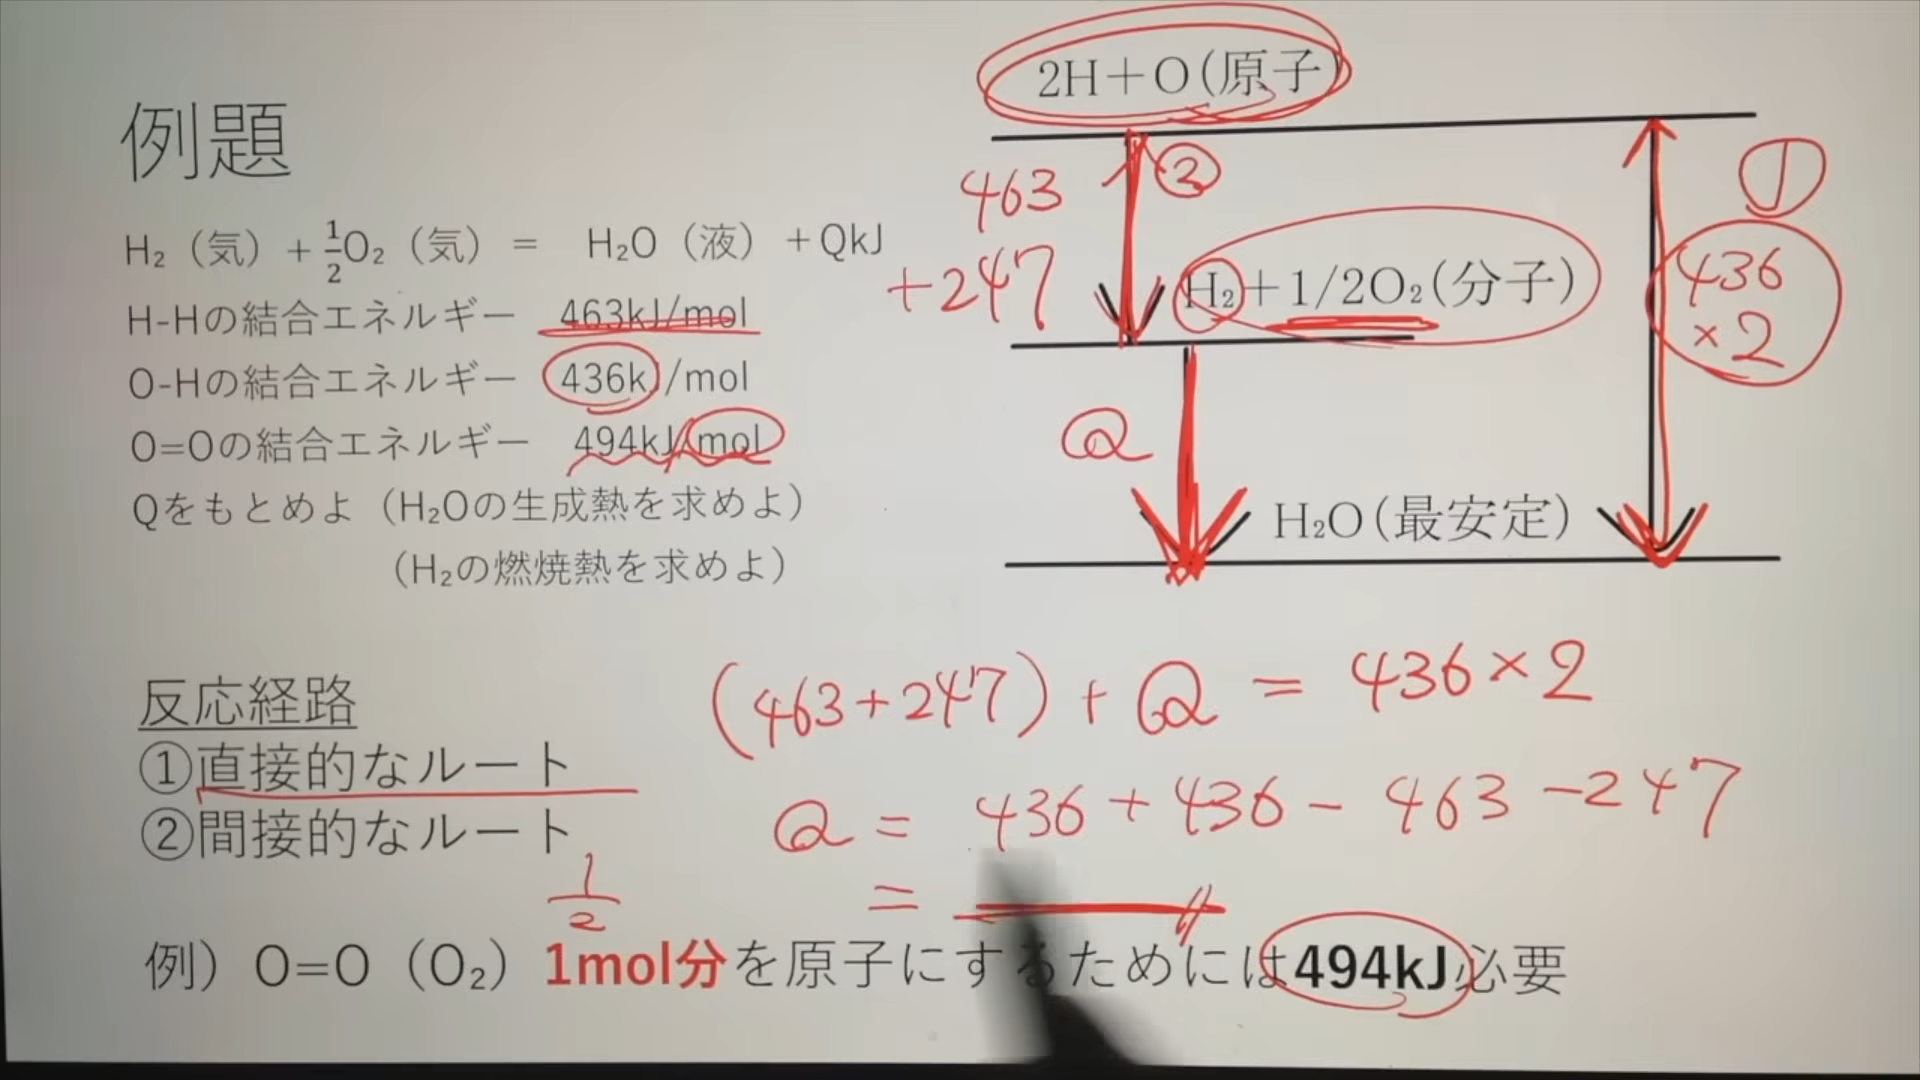 例題
H₂（気）+½O₂（気）＝ H₂O（液）+QkJ
H-Hの結合エネルギー 463kJ/mol
O-Hの結合エネルギー 436kJ/mol
O=Oの結合エネルギー 494kJ/mol
Qをもとめよ（H₂Oの生成熱を求めよ）
（H₂の燃焼熱を求めよ）
2H+O(原子)
②
463
+247
H₂+1/2O₂(分子)
①
436
×2
Q
H₂O(最安定)
反応経路
①直接的なルート
②間接的なルート
(463+247)+Q = 436×2
Q = 436+436-463-247
=
1/2
例）O=O（O₂）1mol分を原子にするためには494kJ必要